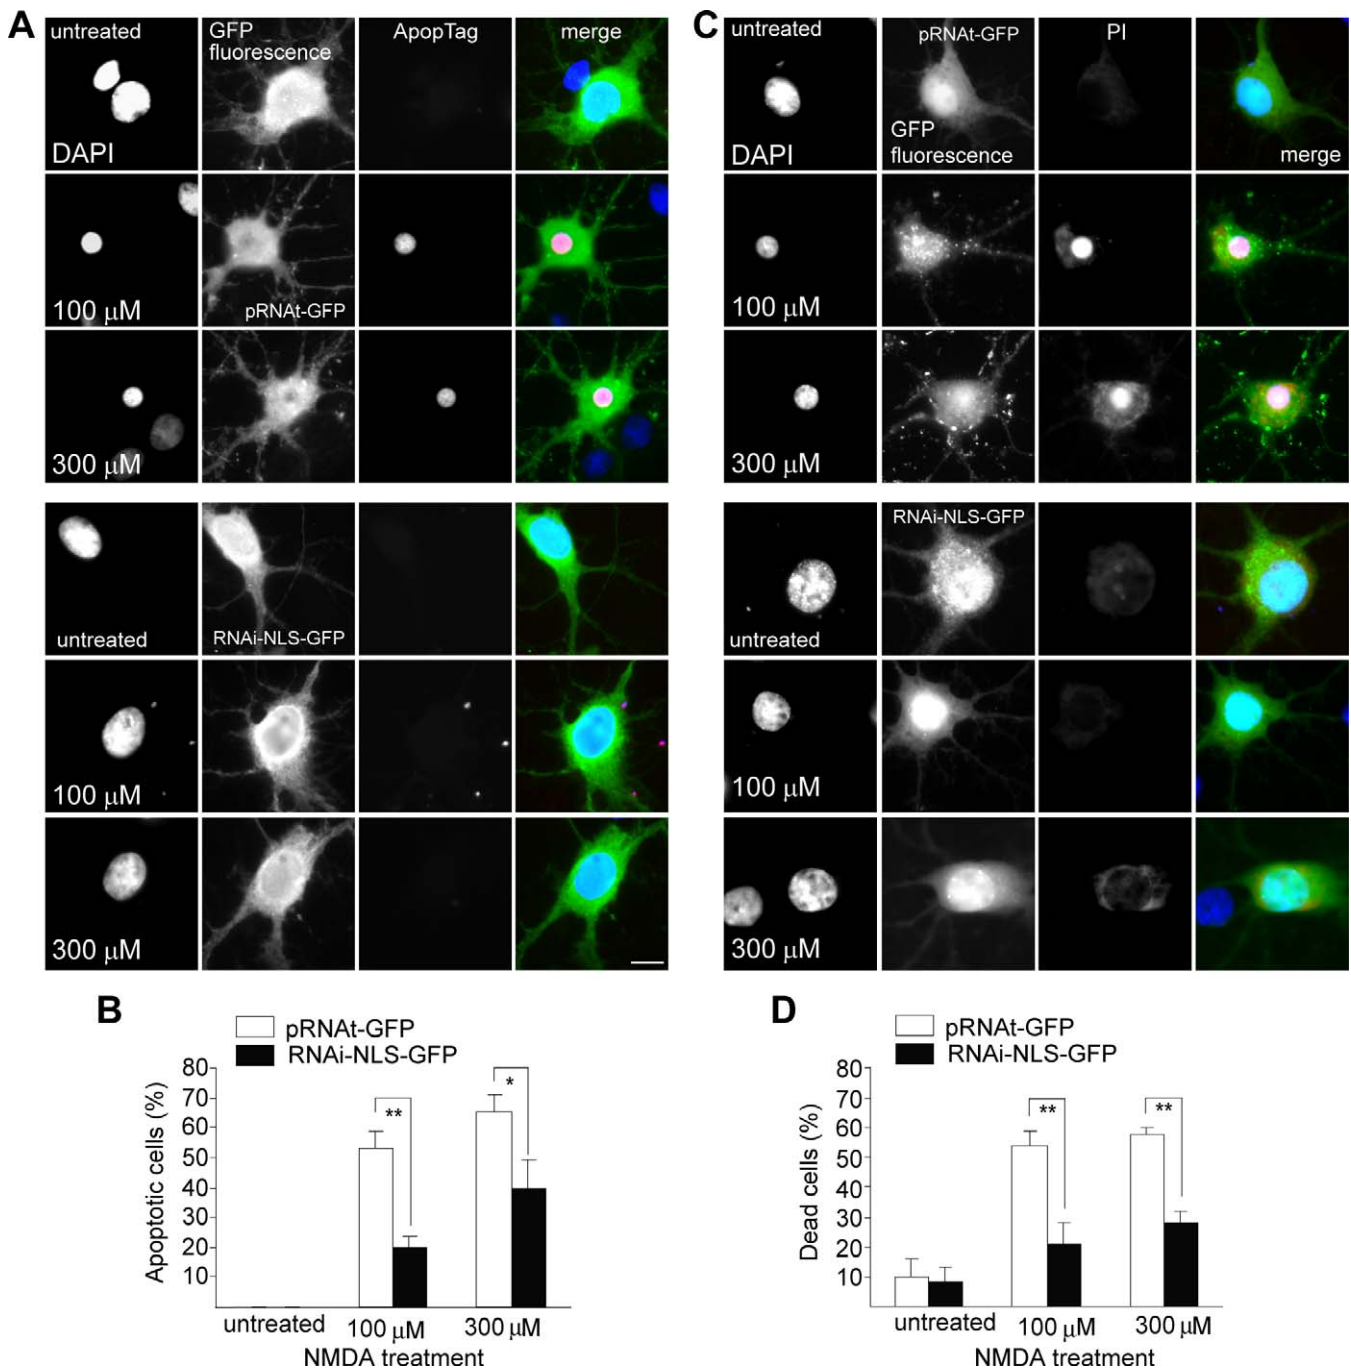 A
untreated
GFP
fluorescence
ApopTag
merge
DAPI
100 μM
pRNAt-GFP
300 μM
untreated
RNAi-NLS-GFP
100 μM
300 μM
C
untreated
pRNAt-GFP
PI
GFP
fluorescence
DAPI
merge
100 μM
300 μM
RNAi-NLS-GFP
untreated
100 μM
300 μM
B
pRNAt-GFP
RNAi-NLS-GFP
Apoptotic cells (%)
80
70
60
50
40
30
20
10
**
*
untreated
100 μM
300 μM
NMDA treatment
D
pRNAt-GFP
RNAi-NLS-GFP
Dead cells (%)
80
70
60
50
40
30
20
10
**
**
untreated
100 μM
300 μM
NMDA treatment